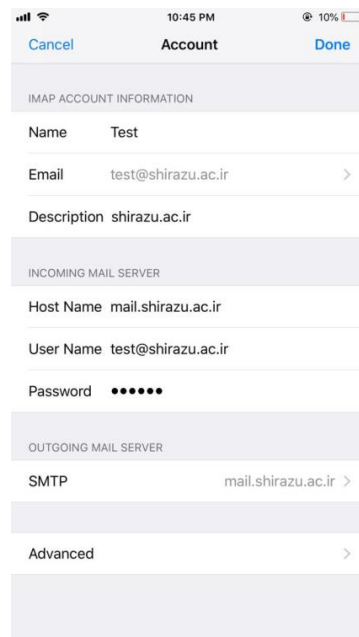 10:45 PM
10%
Cancel Account Done
IMAP ACCOUNT INFORMATION
Name Test
Email test@shirazu.ac.ir
Description shirazu.ac.ir
INCOMING MAIL SERVER
Host Name mail.shirazu.ac.ir
User Name test@shirazu.ac.ir
Password ••••••
OUTGOING MAIL SERVER
SMTP mail.shirazu.ac.ir
Advanced